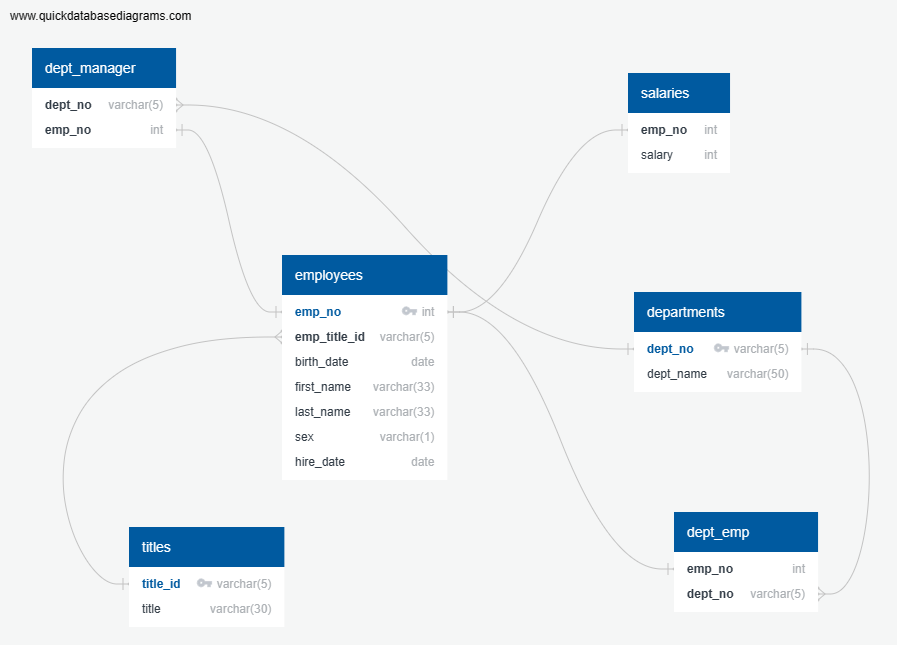 www.quickdatabasediagrams.com
dept_manager
dept_no varchar(5)
emp_no int
salaries
emp_no int
salary int
employees
emp_no int
emp_title_id varchar(5)
birth_date date
first_name varchar(33)
last_name varchar(33)
sex varchar(1)
hire_date date
departments
dept_no varchar(5)
dept_name varchar(50)
titles
title_id varchar(5)
title varchar(30)
dept_emp
emp_no int
dept_no varchar(5)